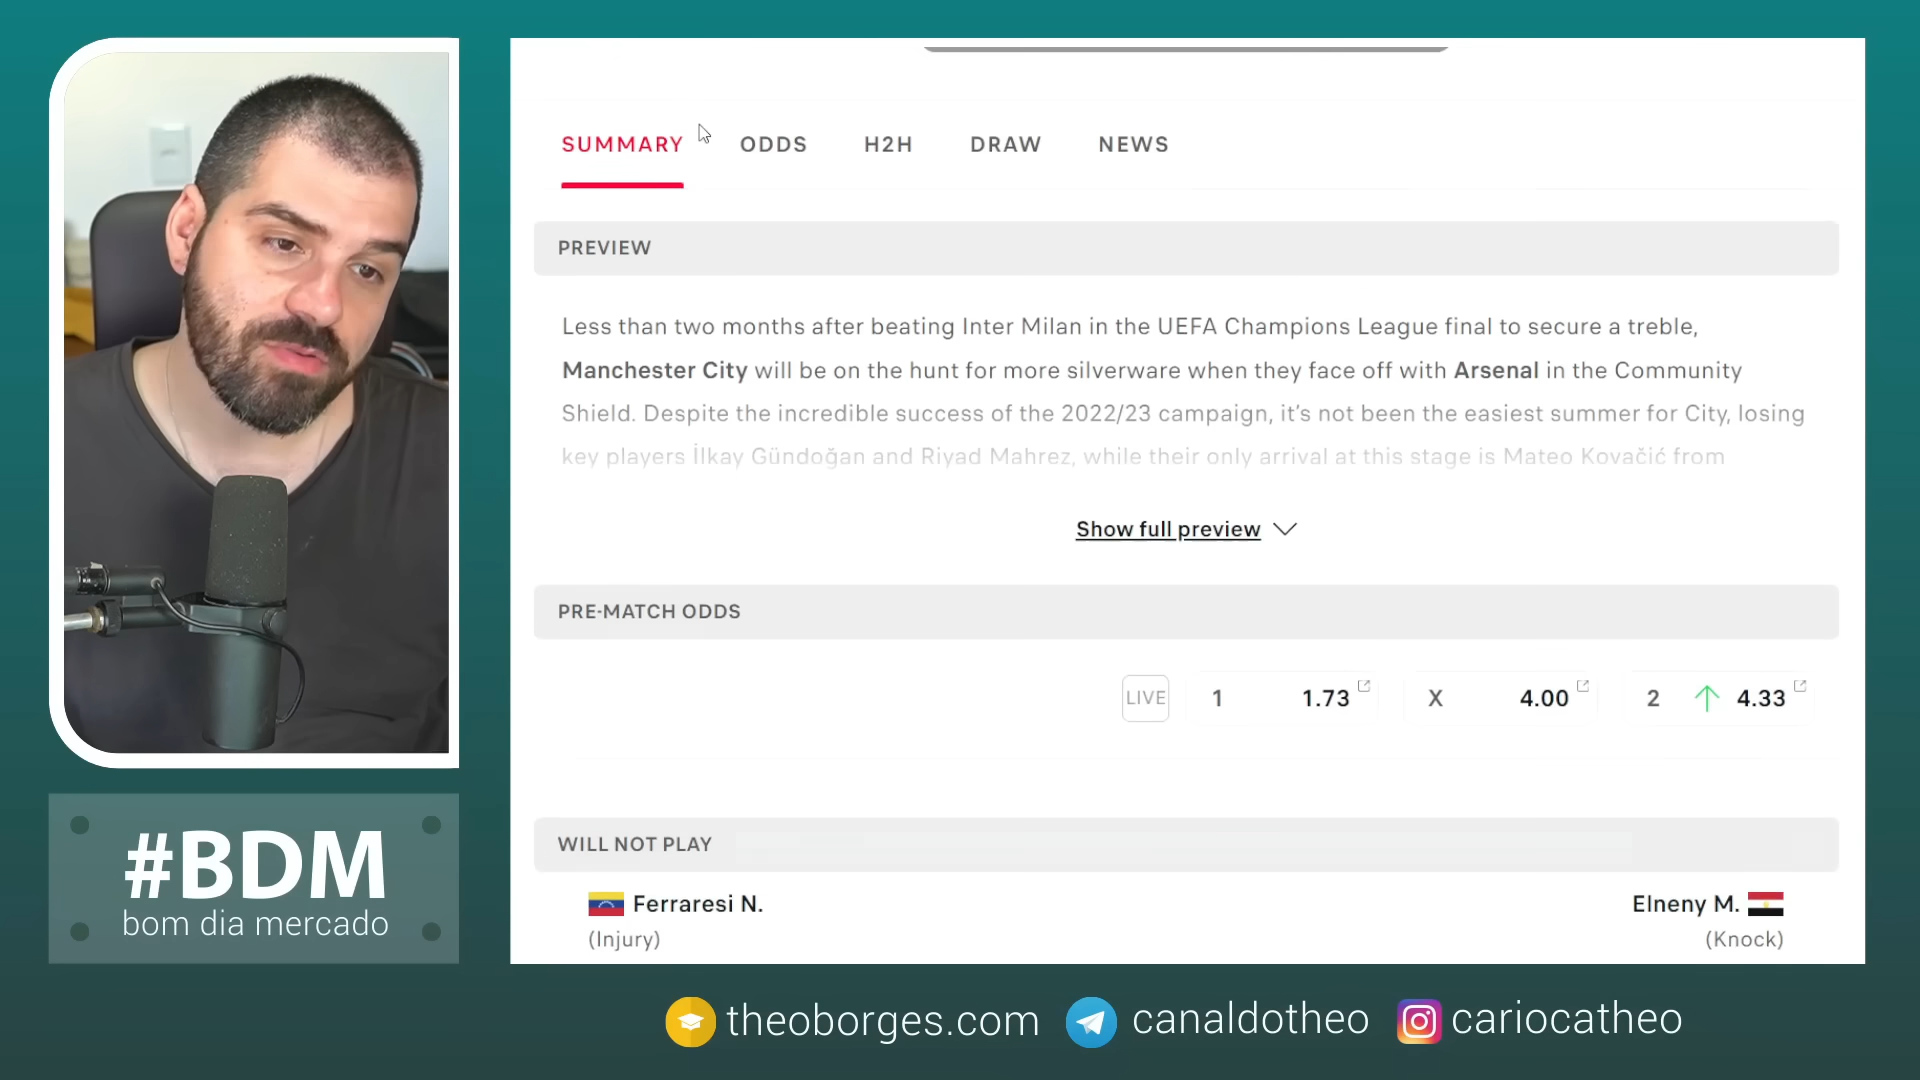 SUMMARY ODDS H2H DRAW NEWS
PREVIEW
Less than two months after beating Inter Milan in the UEFA Champions League final to secure a treble,
Manchester City will be on the hunt for more silverware when they face off with Arsenal in the Community
Shield. Despite the incredible success of the 2022/23 campaign, it's not been the easiest summer for City, losing
key players İlkay Gündoğan and Riyad Mahrez, while their only arrival at this stage is Mateo Kovačić from
Show full preview
PRE-MATCH ODDS
LIVE 1 1.73 X 4.00 2 4.33
WILL NOT PLAY
Ferraresi N. Elneny M.
(Injury) (Knock)
#BDM
bom dia mercado
theoborges.com canaldotheo cariocatheo